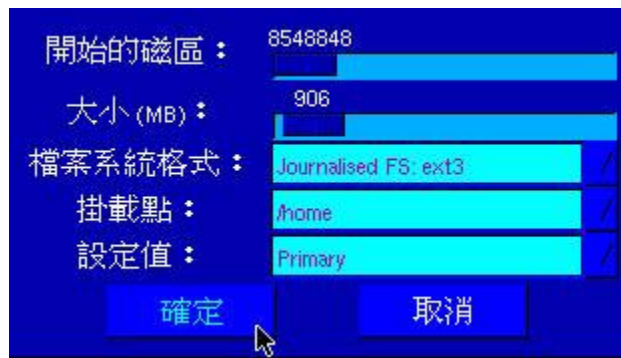 開始的磁區： 8548848
大小(MB)： 906
檔案系統格式： Journalised FS: ext3
掛載點： /home
設定值： Primary
確定 取消